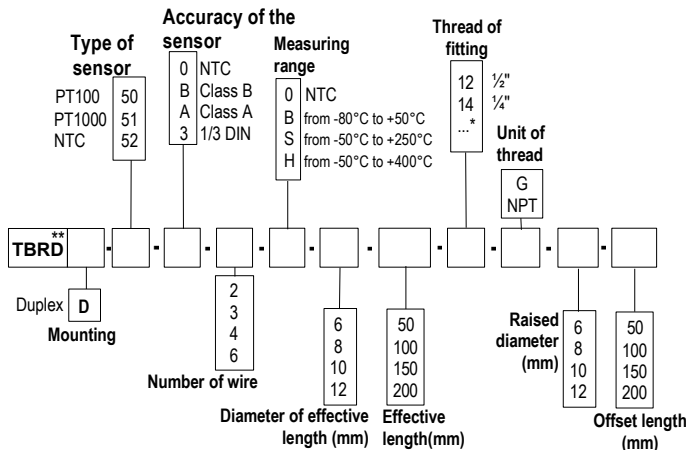 Type of
sensor
PT100 50
PT1000 51
NTC 52
Accuracy of the
sensor
0 NTC
B Class B
A Class A
3 1/3 DIN
Measuring
range
0 NTC
B from -80°C to +50°C
S from -50°C to +250°C
H from -50°C to +400°C
Thread of
fitting
12 ½"
14 ¼"
...*
Unit of
thread
G
NPT
TBRD** - - - - - - - - - -
Duplex D
Mounting
2
3
4
6
Number of wire
6
8
10
12
Diameter of effective
length (mm)
50
100
150
200
Effective
length(mm)
Raised
diameter
(mm)
6
8
10
12
50
100
150
200
Offset length
(mm)